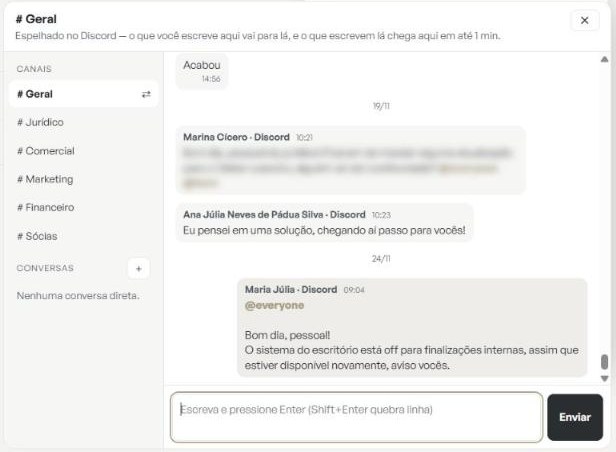 # Geral
Espelhado no Discord — o que você escreve aqui vai para lá, e o que escrevem lá chega aqui em até 1 min.
CANAIS
# Geral
# Jurídico
# Comercial
# Marketing
# Financeiro
# Sócias
CONVERSAS
Nenhuma conversa direta.
Acabou
14:56
19/11
Marina Cícero · Discord 10:21
Ana Júlia Neves de Pádua Silva · Discord 10:23
Eu pensei em uma solução, chegando aí passo para vocês!
24/11
Maria Júlia · Discord 09:04
@everyone
Bom dia, pessoal!
O sistema do escritório está off para finalizações internas, assim que
estiver disponível novamente, aviso vocês.
Escreva e pressione Enter (Shift+Enter quebra linha)
Enviar